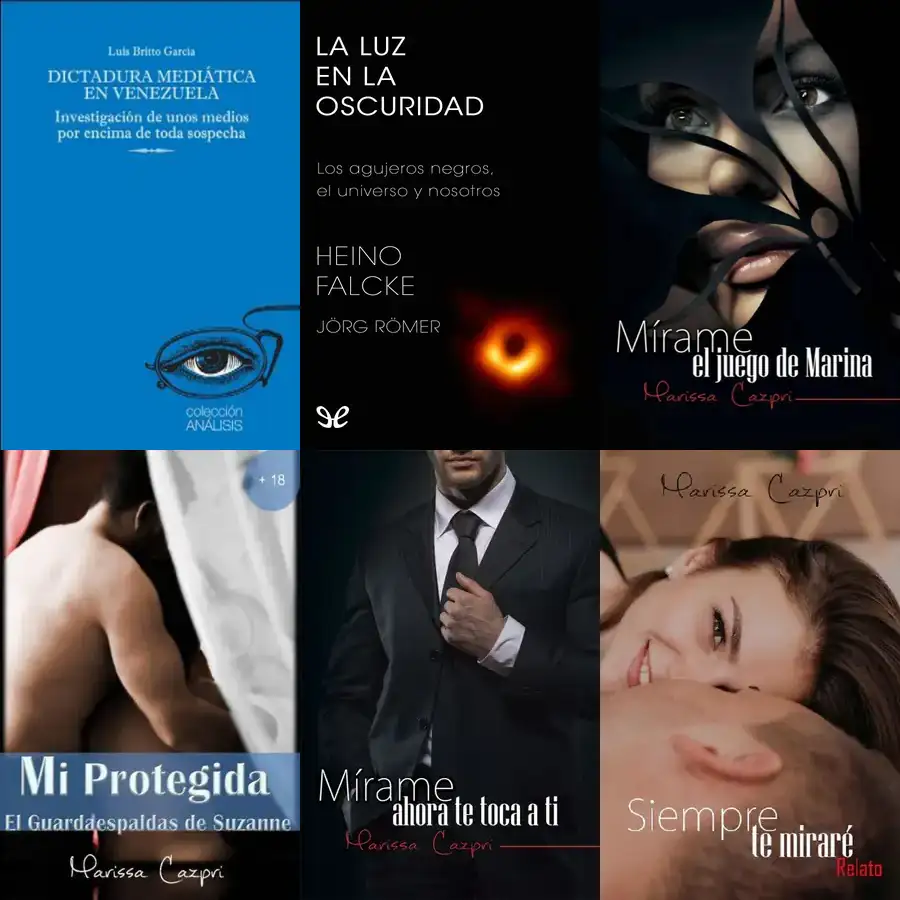 Luis Britto García
DICTADURA MEDIÁTICA
EN VENEZUELA
Investigación de unos medios
por encima de toda sospecha
colección
ANÁLISIS
LA LUZ
EN LA
OSCURIDAD
Los agujeros negros,
el universo y nosotros
HEINO
FALCKE
JÖRG RÖMER
Mírame
el juego de Marina
Marissa Cazpri
+ 18
Mi Protegida
El Guardaespaldas de Suzanne
Marissa Cazpri
Mírame
ahora te toca a ti
Marissa Cazpri
Marissa Cazpri
Siempre
te miraré
Relato